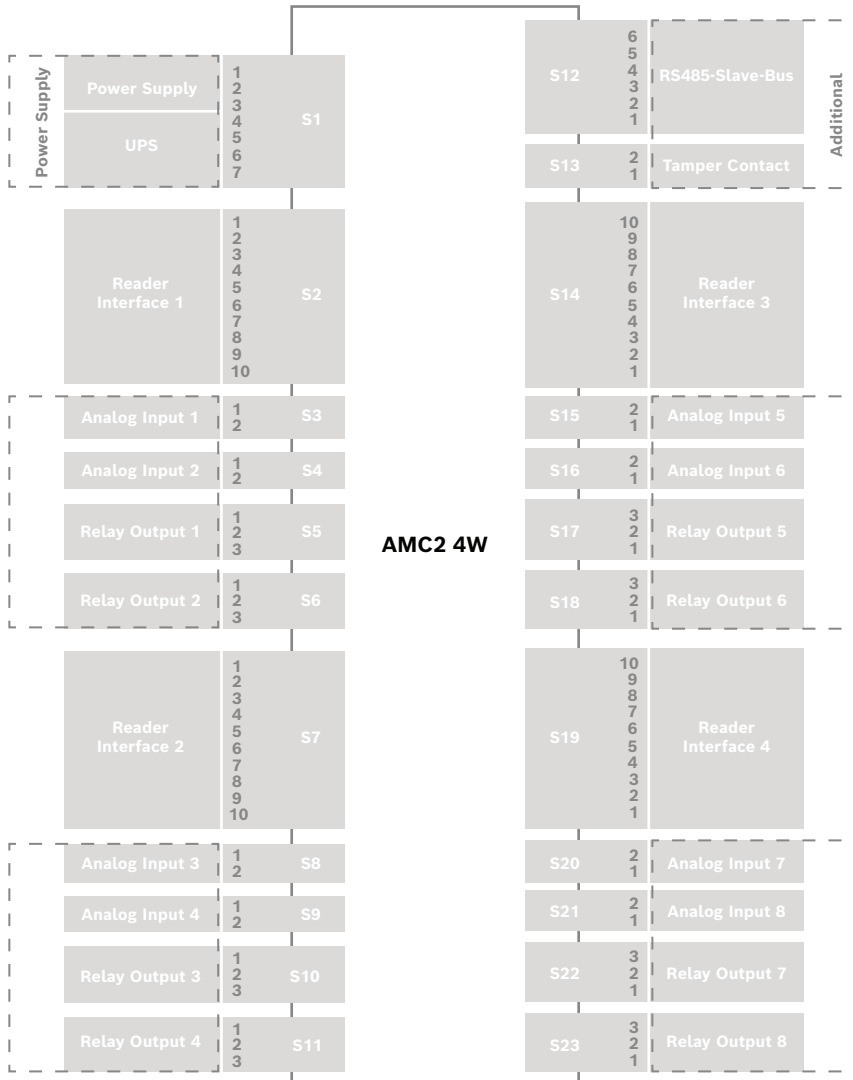 Power Supply
Power Supply
UPS
1
2
3
4
5
6
7
S1
Reader
Interface 1
1
2
3
4
5
6
7
8
9
10
S2
Analog Input 1
1
2
S3
Analog Input 2
1
2
S4
Relay Output 1
1
2
3
S5
Relay Output 2
1
2
3
S6
Reader
Interface 2
1
2
3
4
5
6
7
8
9
10
S7
Analog Input 3
1
2
S8
Analog Input 4
1
2
S9
Relay Output 3
1
2
3
S10
Relay Output 4
1
2
3
S11
AMC2 4W
S12
6
5
4
3
2
1
RS485-Slave-Bus
Additional
S13
2
1
Tamper Contact
S14
10
9
8
7
6
5
4
3
2
1
Reader
Interface 3
S15
2
1
Analog Input 5
S16
2
1
Analog Input 6
S17
3
2
1
Relay Output 5
S18
3
2
1
Relay Output 6
S19
10
9
8
7
6
5
4
3
2
1
Reader
Interface 4
S20
2
1
Analog Input 7
S21
2
1
Analog Input 8
S22
3
2
1
Relay Output 7
S23
3
2
1
Relay Output 8